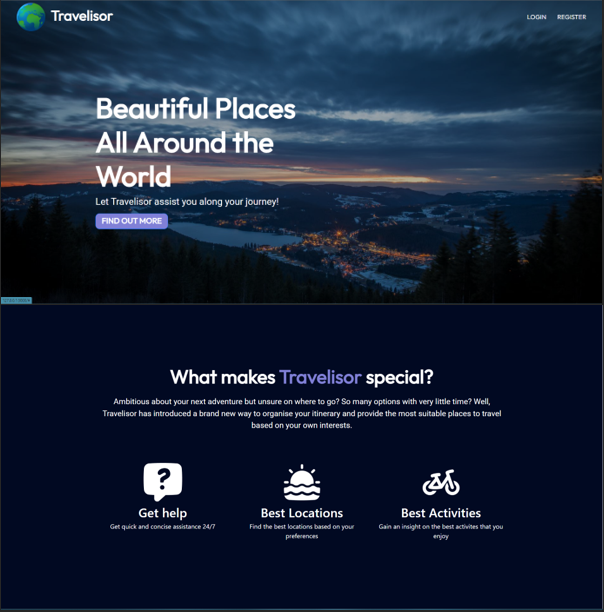 Travelisor
LOGIN REGISTER
Beautiful Places
All Around the
World
Let Travelisor assist you along your journey!
FIND OUT MORE
What makes Travelisor special?
Ambitious about your next adventure but unsure on where to go? So many options with very little time? Well,
Travelisor has introduced a brand new way to organise your itinerary and provide the most suitable places to travel
based on your own interests.
?
Get help
Get quick and concise assistance 24/7
Best Locations
Find the best locations based on your
preferences
Best Activities
Gain an insight on the best activites that you
enjoy